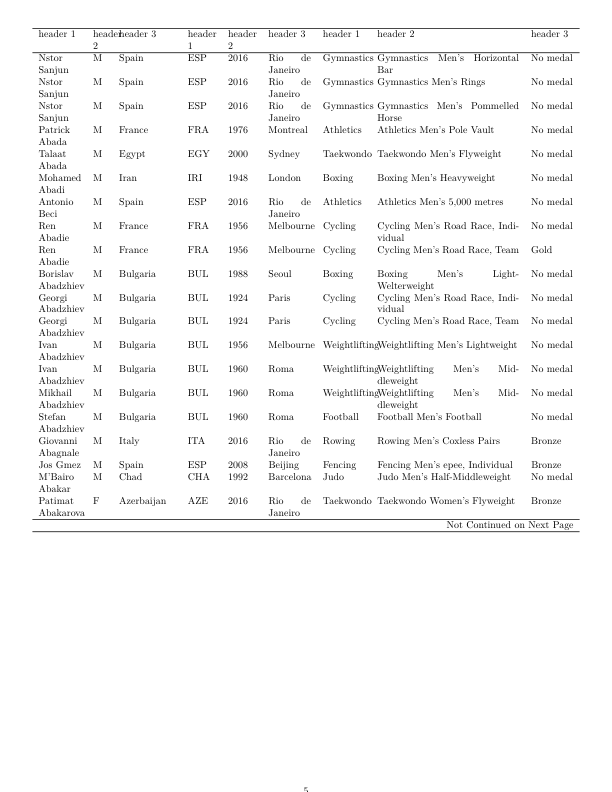 header 1 header 2 header 3 header 1 header 2 header 3 header 1 header 2 header 3
Nstor Sanjun M Spain ESP 2016 Rio de Janeiro Gymnastics Gymnastics Men's Horizontal Bar No medal
Nstor Sanjun M Spain ESP 2016 Rio de Janeiro Gymnastics Gymnastics Men's Rings No medal
Nstor Sanjun M Spain ESP 2016 Rio de Janeiro Gymnastics Gymnastics Men's Pommelled Horse No medal
Patrick Abada M France FRA 1976 Montreal Athletics Athletics Men's Pole Vault No medal
Talaat Abada M Egypt EGY 2000 Sydney Taekwondo Taekwondo Men's Flyweight No medal
Mohamed Abadi M Iran IRI 1948 London Boxing Boxing Men's Heavyweight No medal
Antonio Beci M Spain ESP 2016 Rio de Janeiro Athletics Athletics Men's 5,000 metres No medal
Ren Abadie M France FRA 1956 Melbourne Cycling Cycling Men's Road Race, Indi-vidual No medal
Ren Abadie M France FRA 1956 Melbourne Cycling Cycling Men's Road Race, Team Gold
Borislav Abadzhiev M Bulgaria BUL 1988 Seoul Boxing Boxing Men's Light-Welterweight No medal
Georgi Abadzhiev M Bulgaria BUL 1924 Paris Cycling Cycling Men's Road Race, Indi-vidual No medal
Georgi Abadzhiev M Bulgaria BUL 1924 Paris Cycling Cycling Men's Road Race, Team No medal
Ivan Abadzhiev M Bulgaria BUL 1956 Melbourne Weightlifting Weightlifting Men's Lightweight No medal
Ivan Abadzhiev M Bulgaria BUL 1960 Roma Weightlifting Weightlifting Men's Mid-dleweight No medal
Mikhail Abadzhiev M Bulgaria BUL 1960 Roma Weightlifting Weightlifting Men's Mid-dleweight No medal
Stefan Abadzhiev M Bulgaria BUL 1960 Roma Football Football Men's Football No medal
Giovanni Abagnale M Italy ITA 2016 Rio de Janeiro Rowing Rowing Men's Coxless Pairs Bronze
Jos Gmez M Spain ESP 2008 Beijing Fencing Fencing Men's epee, Individual Bronze
M'Bairo Abakar M Chad CHA 1992 Barcelona Judo Judo Men's Half-Middleweight No medal
Patimat Abakarova F Azerbaijan AZE 2016 Rio de Janeiro Taekwondo Taekwondo Women's Flyweight Bronze
Not Continued on Next Page
5